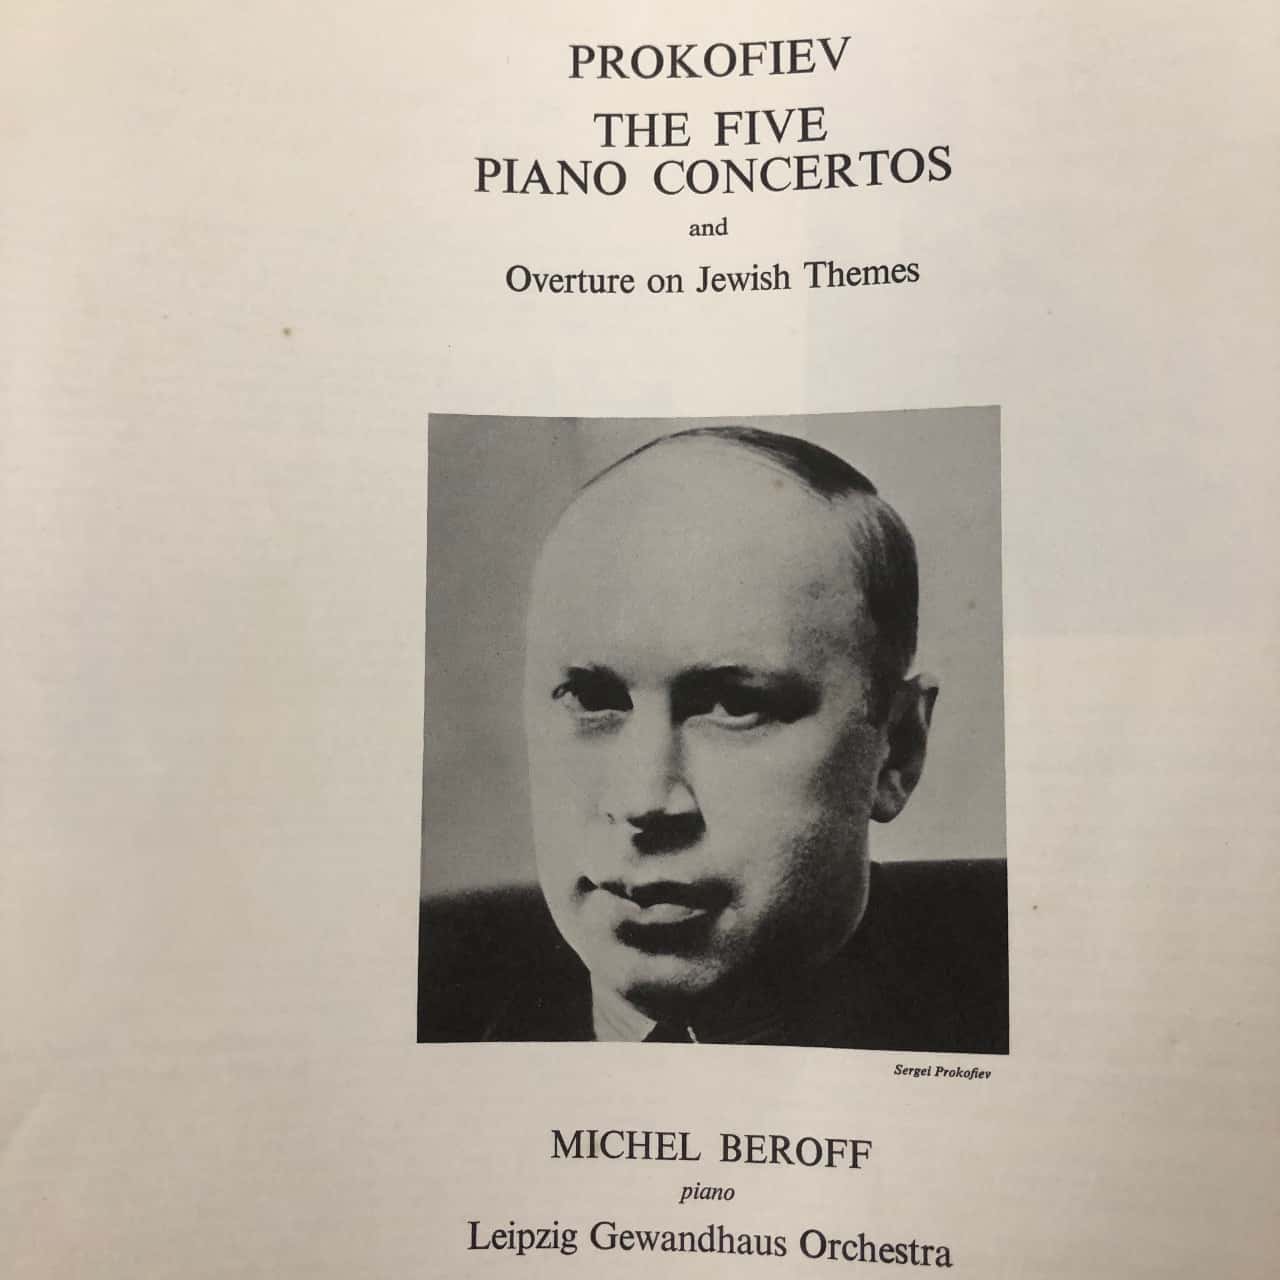 PROKOFIEV
THE FIVE
PIANO CONCERTOS
and
Overture on Jewish Themes
Sergei Prokofiev
MICHEL BEROFF
piano
Leipzig Gewandhaus Orchestra